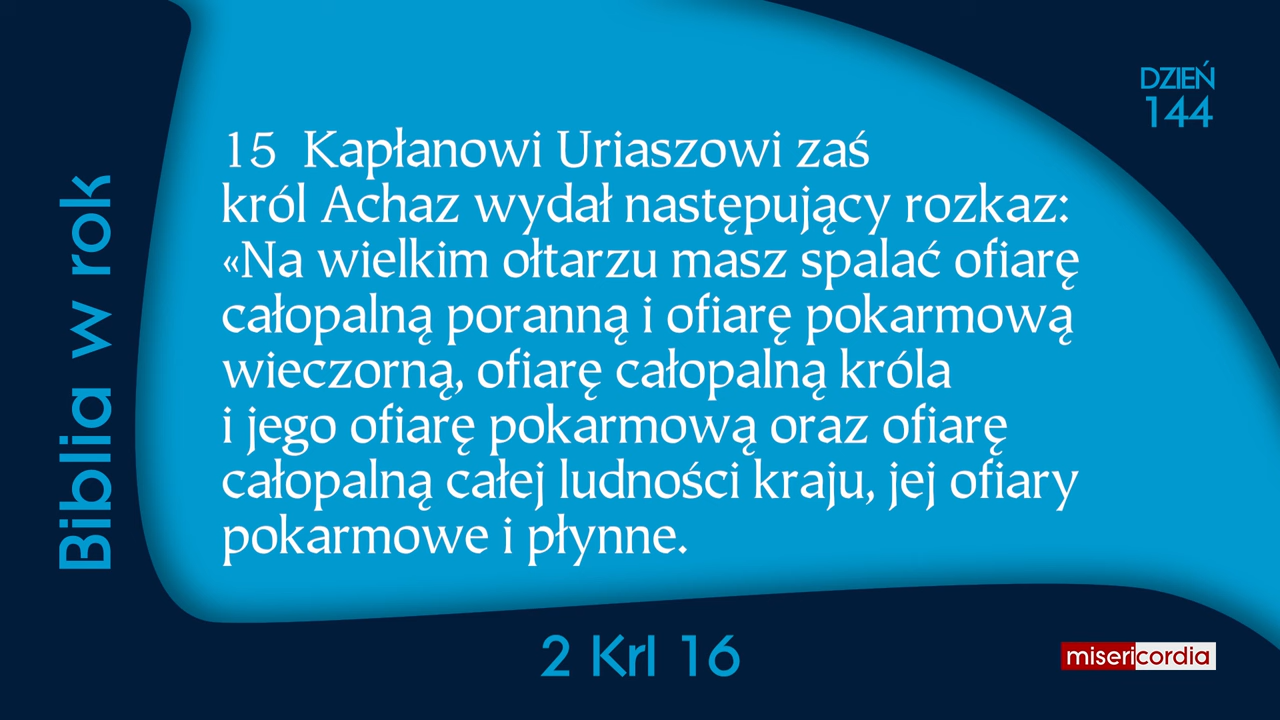 DZIEŃ
144
15 Kapłanowi Uriaszowi zaś
król Achaz wydał następujący rozkaz:
«Na wielkim ołtarzu masz spalać ofiarę
całopalną poranną i ofiarę pokarmową
wieczorną, ofiarę całopalną króla
i jego ofiarę pokarmową oraz ofiarę
całopalną całej ludności kraju, jej ofiary
pokarmowe i płynne.
Biblia w rok
2 Krl 16
misericordia